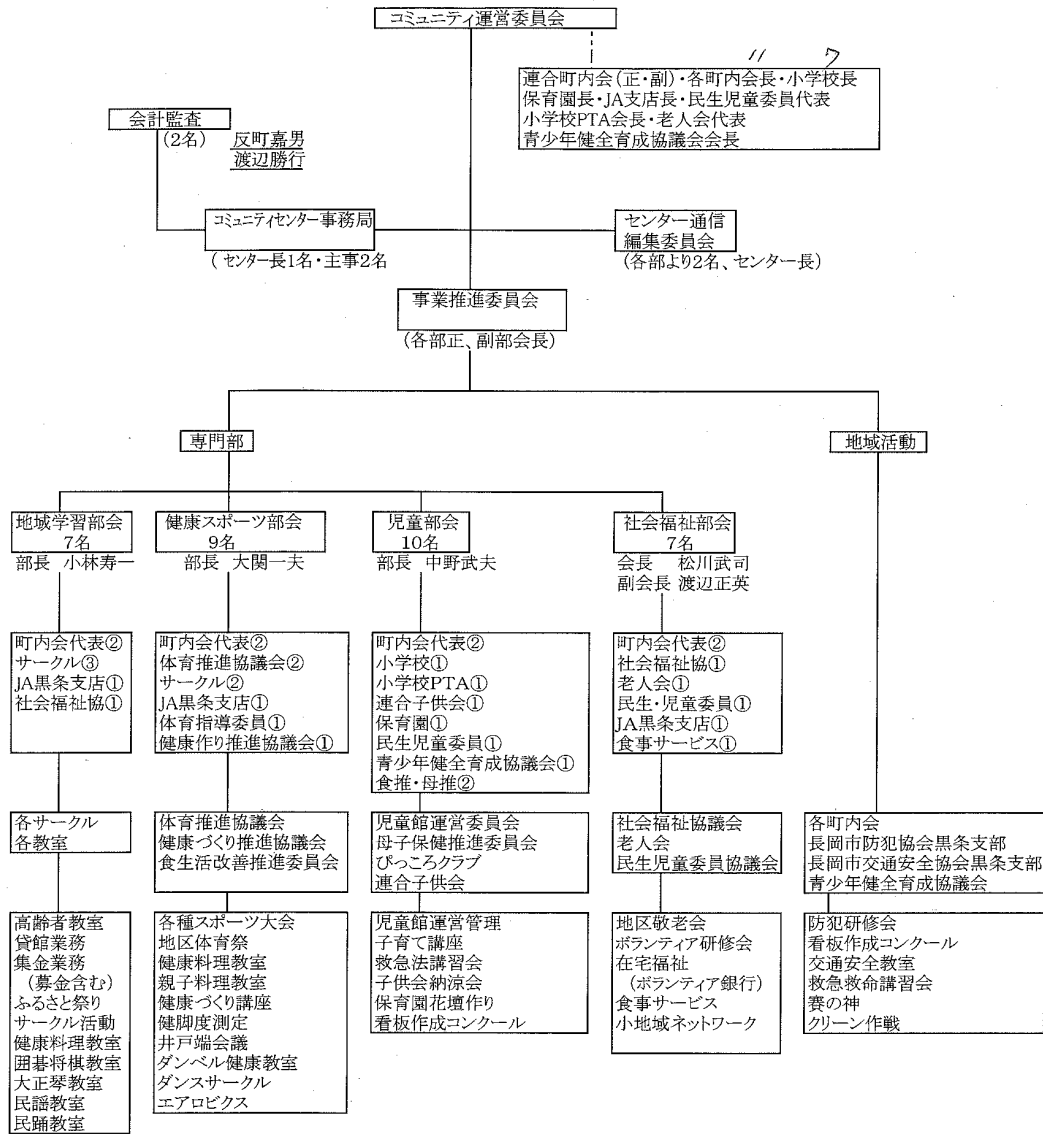 コミュニティ運営委員会
〃 ワ
連合町内会(正・副)・各町内会長・小学校長
保育園長・JA支店長・民生児童委員代表
小学校PTA会長・老人会代表
青少年健全育成協議会会長
会計監査
(2名)
反町嘉男
渡辺勝行
コミュニティセンター事務局
(センター長1名・主事2名
センター通信
編集委員会
(各部より2名、センター長)
事業推進委員会
(各部正、副部会長)
専門部
地域活動
地域学習部会
7名
部長 小林寿一
健康スポーツ部会
9名
部長 大関一夫
児童部会
10名
部長 中野武夫
社会福祉部会
7名
会長 松川武司
副会長 渡辺正英
町内会代表②
サークル③
JA黒条支店①
社会福祉協①
町内会代表②
体育推進協議会②
サークル②
JA黒条支店①
体育指導委員①
健康作り推進協議会①
町内会代表②
小学校①
小学校PTA①
連合子供会①
保育園①
民生児童委員①
青少年健全育成協議会①
食推・母推②
町内会代表②
社会福祉協①
老人会①
民生・児童委員①
JA黒条支店①
食事サービス①
各サークル
各教室
体育推進協議会
健康づくり推進協議会
食生活改善推進委員会
児童館運営委員会
母子保健推進員会
ぴっころクラブ
連合子供会
社会福祉協議会
老人会
民生児童委員協議会
各町内会
長岡市防犯協会黒条支部
長岡市交通安全協会黒条支部
青少年健全育成協議会
高齢者教室
貸館業務
集金業務
(募金含む)
ふるさと祭り
サークル活動
健康料理教室
囲碁将棋教室
大正琴教室
民謡教室
民踊教室
各種スポーツ大会
地区体育祭
健康料理教室
親子料理教室
健康づくり講座
健脚度測定
井戸端会議
ダンベル健康教室
ダンスサークル
エアロビクス
児童館運営管理
子育て講座
救急法講習会
子供会納涼会
保育園花壇作り
看板作成コンクール
地区敬老会
ボランティア研修会
在宅福祉
(ボランティア銀行)
食事サービス
小地域ネットワーク
防犯研修会
看板作成コンクール
交通安全教室
救急救命講習会
賽の神
クリーン作戦